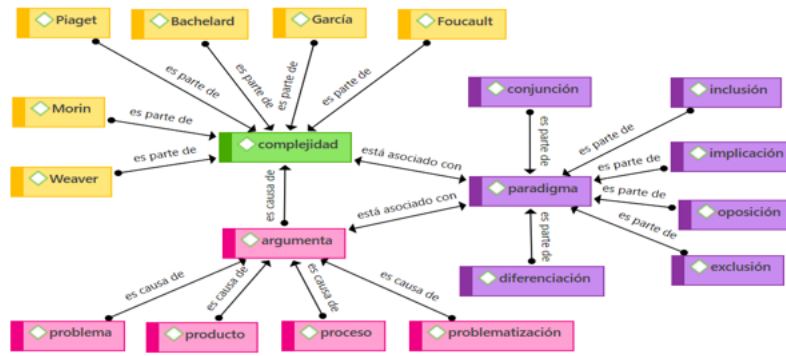 Piaget
Bachelard
García
Foucault
es parte de
es parte de
es parte de
es parte de
conjunción
inclusión
Morin
es parte de
es parte de
es parte de
complejidad
implicación
es parte de
Weaver
es parte de
está asociado con
paradigma
es parte de
oposición
es causa de
está asociado con
es parte de
es parte de
argumenta
diferenciación
exclusión
es causa de
es causa de
es causa de
es causa de
problema
producto
proceso
problematización